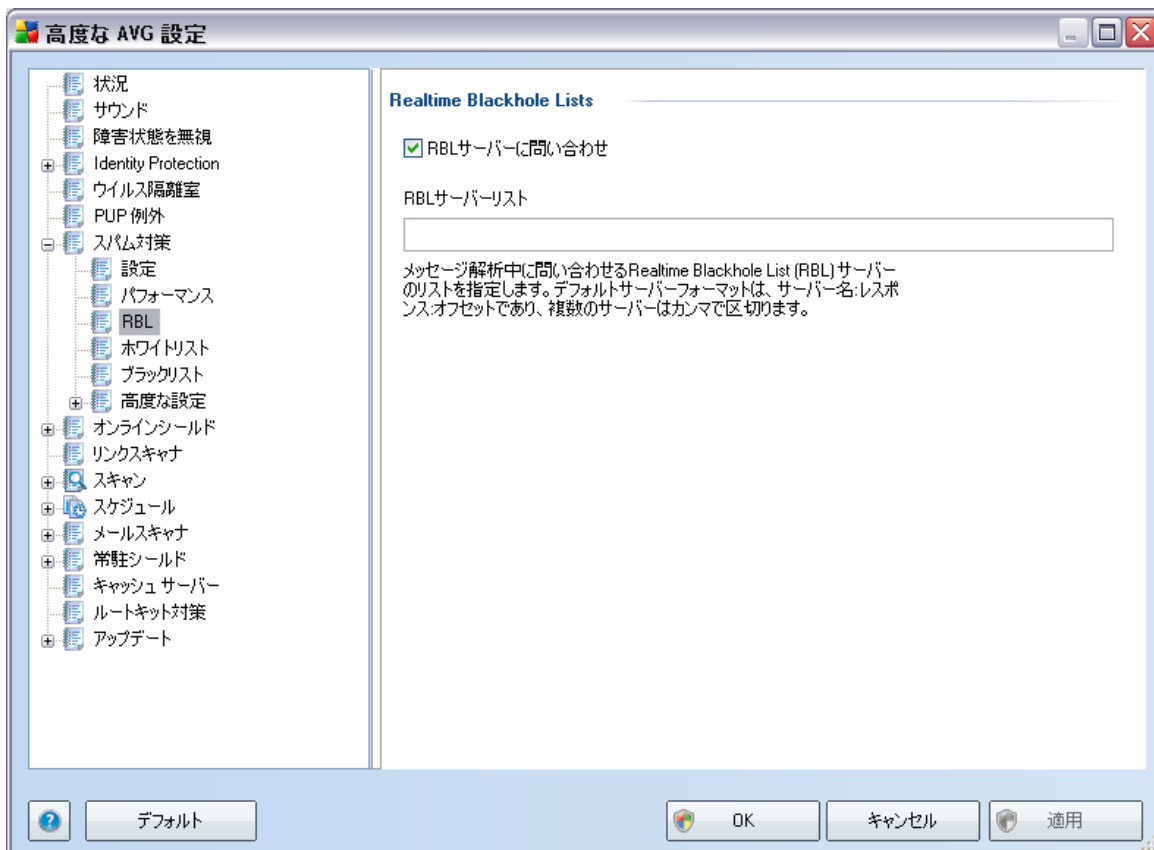 高度な AVG 設定
状況
サウンド
障害状態を無視
Identity Protection
ウイルス隔離室
PUP 例外
スパム対策
設定
パフォーマンス
RBL
ホワイトリスト
ブラックリスト
高度な設定
オンラインシールド
リンクスキャナ
スキャン
スケジュール
メールスキャナ
常駐シールド
キャッシュ サーバー
ルートキット対策
アップデート
Realtime Blackhole Lists
RBLサーバーに問い合わせ
RBLサーバーリスト
メッセージ解析中に問い合わせるRealtime Blackhole List (RBL) サーバー
のリストを指定します。デフォルトサーバーフォーマットは、サーバー名:レスポ
ンス:オフセットであり、複数のサーバーはカンマで区切ります。
デフォルト
OK
キャンセル
適用